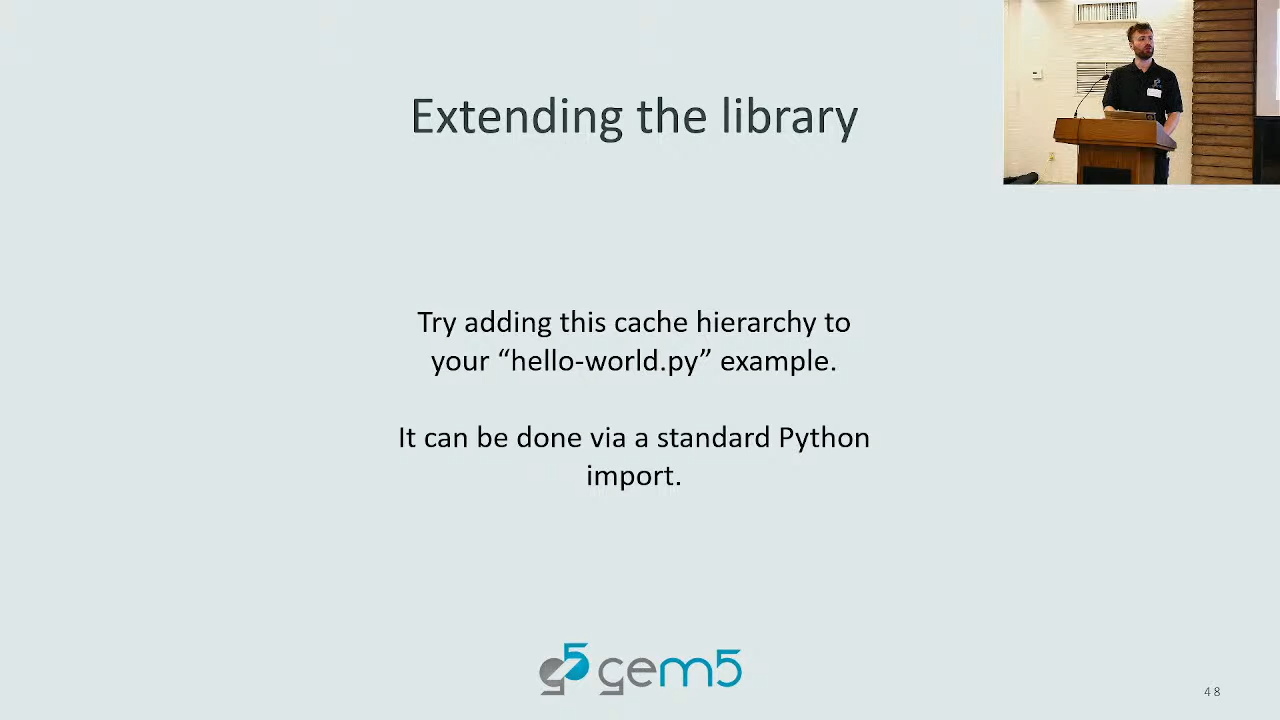 Extending the library
Try adding this cache hierarchy to
your “hello-world.py” example.
It can be done via a standard Python
import.
g5 gem5
48